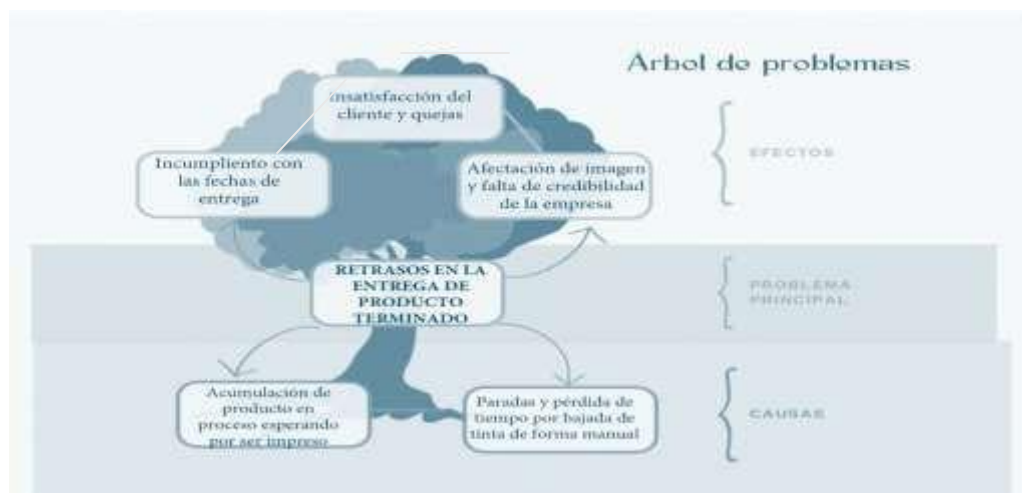 Arbol de problemas
insatisfacción del
cliente y quejas
Incumpliento con
las fechas de
entrega
Afectación de imagen
y falta de credibilidad
de la empresa
EFECTOS
RETRASOS EN LA
ENTREGA DE
PRODUCTO
TERMINADO
PROBLEMA
PRINCIPAL
Acumulación de
producto en
proceso esperando
por ser impreso
Paradas y pérdida de
tiempo por bajada de
tinta de forma manual
CAUSAS